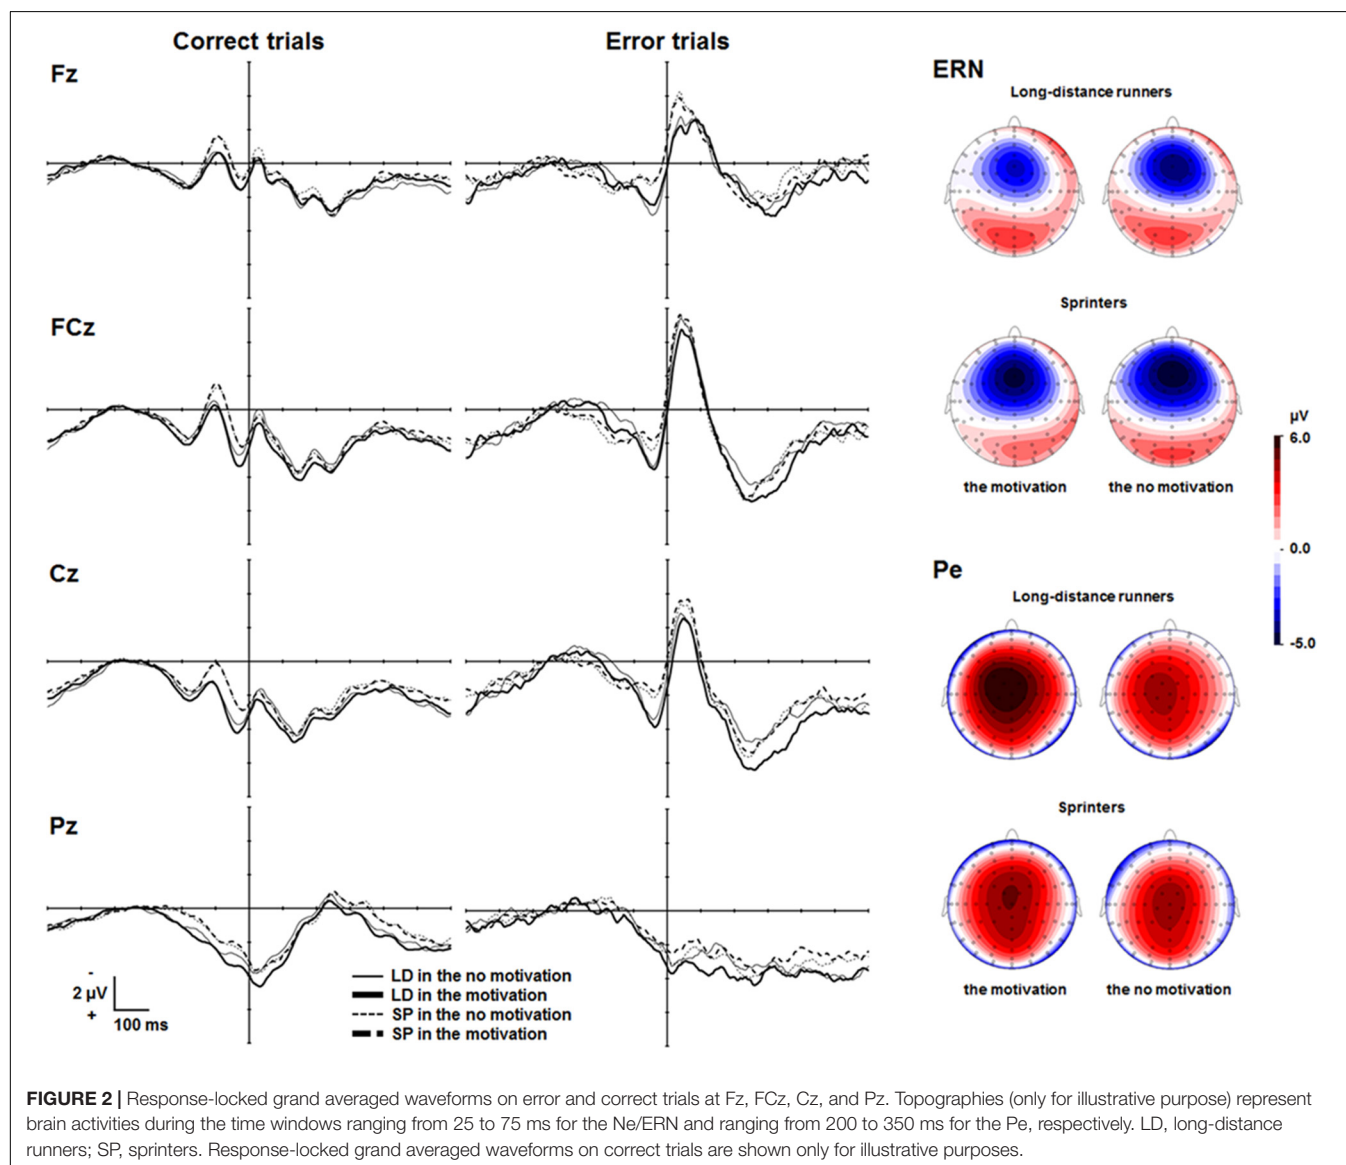 Correct trials
Error trials
Fz
FCz
Cz
Pz
-
2 µV
+
100 ms
LD in the no motivation
LD in the motivation
SP in the no motivation
SP in the motivation
ERN
Long-distance runners
Sprinters
the motivation
the no motivation
µV
6.0
0.0
-5.0
Pe
Long-distance runners
Sprinters
the motivation
the no motivation
FIGURE 2 | Response-locked grand averaged waveforms on error and correct trials at Fz, FCz, Cz, and Pz. Topographies (only for illustrative purpose) represent
brain activities during the time windows ranging from 25 to 75 ms for the Ne/ERN and ranging from 200 to 350 ms for the Pe, respectively. LD, long-distance
runners; SP, sprinters. Response-locked grand averaged waveforms on correct trials are shown only for illustrative purposes.